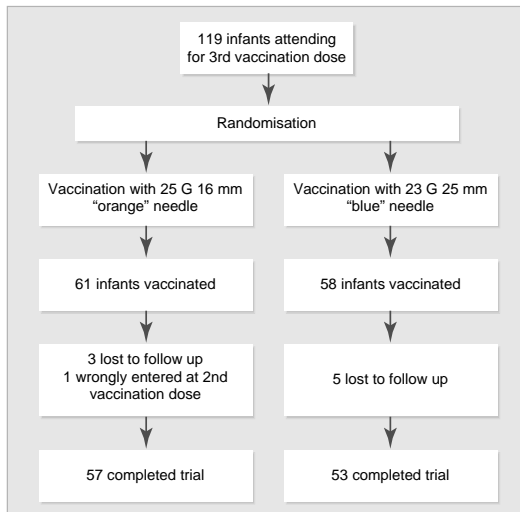 119 infants attending
for 3rd vaccination dose
Randomisation
Vaccination with 25 G 16 mm
“orange” needle
Vaccination with 23 G 25 mm
“blue” needle
61 infants vaccinated
58 infants vaccinated
3 lost to follow up
1 wrongly entered at 2nd
vaccination dose
5 lost to follow up
57 completed trial
53 completed trial